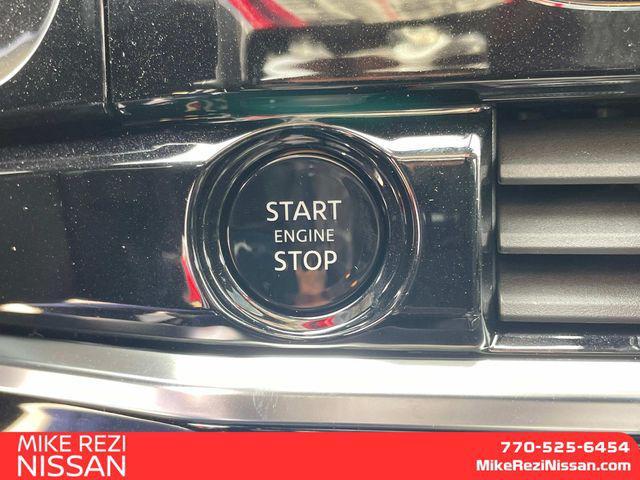 START
ENGINE
STOP
MIKE REZI
NISSAN
770-525-6454
MikeReziNissan.com